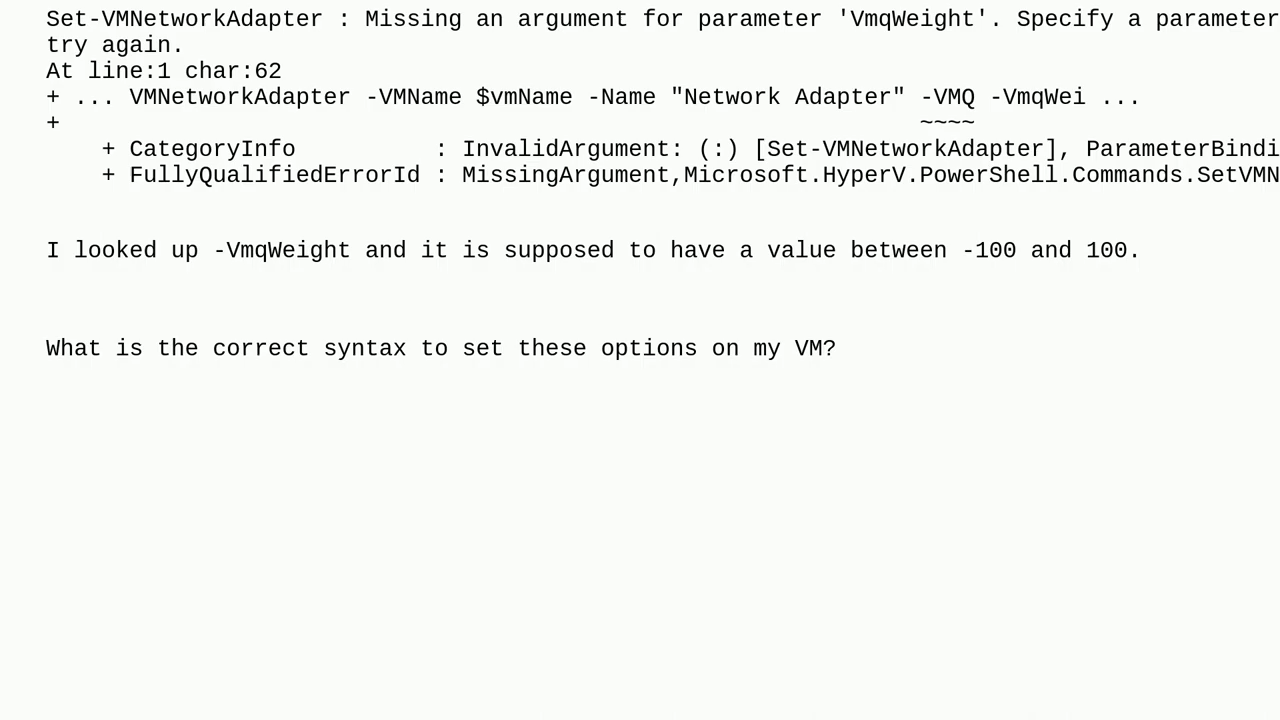 Set-VMNetworkAdapter : Missing an argument for parameter 'VmqWeight'. Specify a parameter
try again.
At line:1 char:62
+ ... VMNetworkAdapter -VMName $vmName -Name "Network Adapter" -VMQ -VmqWei ...
+                                                               ~~~~
    + CategoryInfo          : InvalidArgument: (:) [Set-VMNetworkAdapter], ParameterBindi
    + FullyQualifiedErrorId : MissingArgument,Microsoft.HyperV.PowerShell.Commands.SetVMN
I looked up -VmqWeight and it is supposed to have a value between -100 and 100.
What is the correct syntax to set these options on my VM?